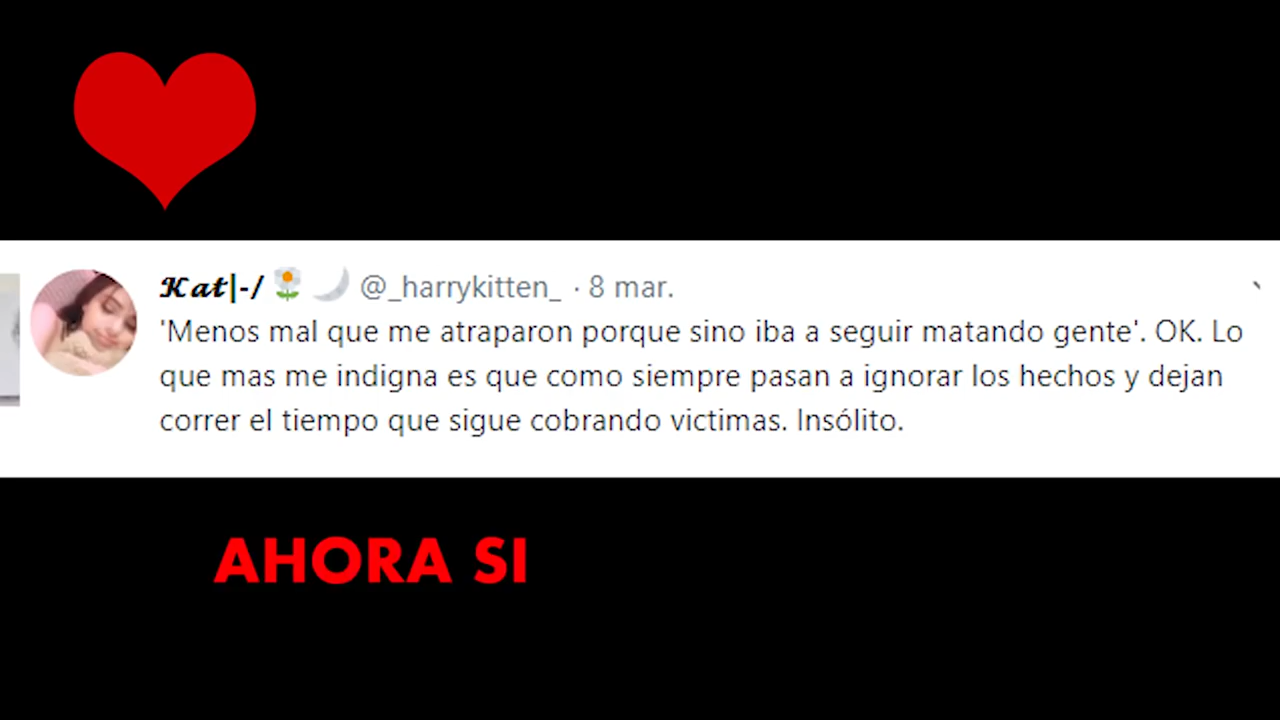 𝓚𝓪𝓽|-/ 🌼 🌙 @_harrykitten_ · 8 mar.
'Menos mal que me atraparon porque sino iba a seguir matando gente'. OK. Lo
que mas me indigna es que como siempre pasan a ignorar los hechos y dejan
correr el tiempo que sigue cobrando victimas. Insólito.
AHORA SI